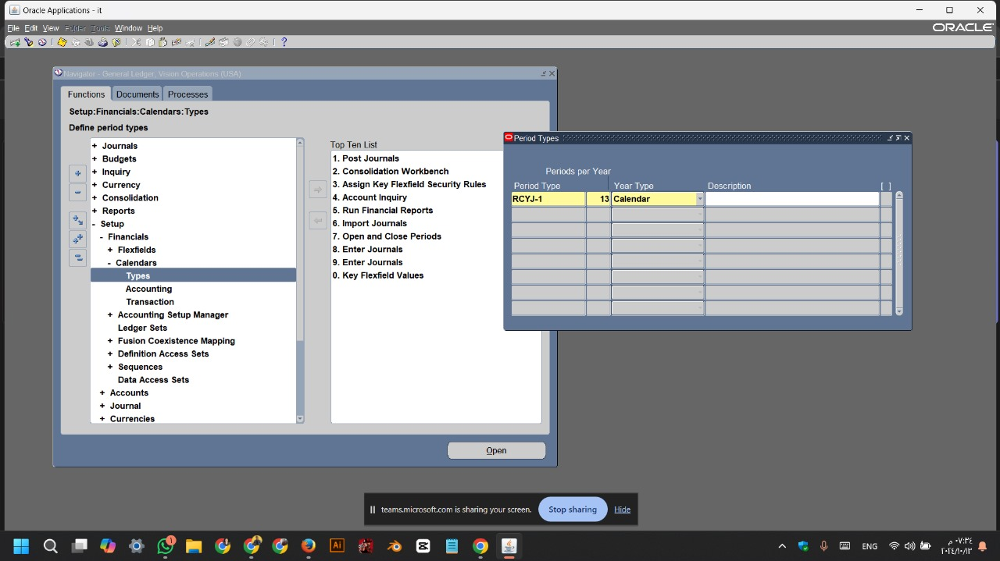 Oracle Applications - it
File Edit View Folder Tools Window Help
ORACLE
Navigator - General Ledger, Vision Operations (USA)
Functions Documents Processes
Setup:Financials:Calendars:Types
Define period types
+ Journals
+ Budgets
+ Inquiry
+ Currency
+ Consolidation
+ Reports
- Setup
- Financials
+ Flexfields
- Calendars
Types
Accounting
Transaction
+ Accounting Setup Manager
Ledger Sets
+ Fusion Coexistence Mapping
+ Definition Access Sets
+ Sequences
Data Access Sets
+ Accounts
+ Journal
+ Currencies
Top Ten List
1. Post Journals
2. Consolidation Workbench
3. Assign Key Flexfield Security Rules
4. Account Inquiry
5. Run Financial Reports
6. Import Journals
7. Open and Close Periods
8. Enter Journals
9. Enter Journals
0. Key Flexfield Values
Open
Period Types
Periods per Year
Period Type Year Type Description [ ]
RCYJ-1 13 Calendar
teams.microsoft.com is sharing your screen. Stop sharing Hide
Ai
1
ENG
٠٧:٣٤ م
٢٠٢٤/١٠/١٣